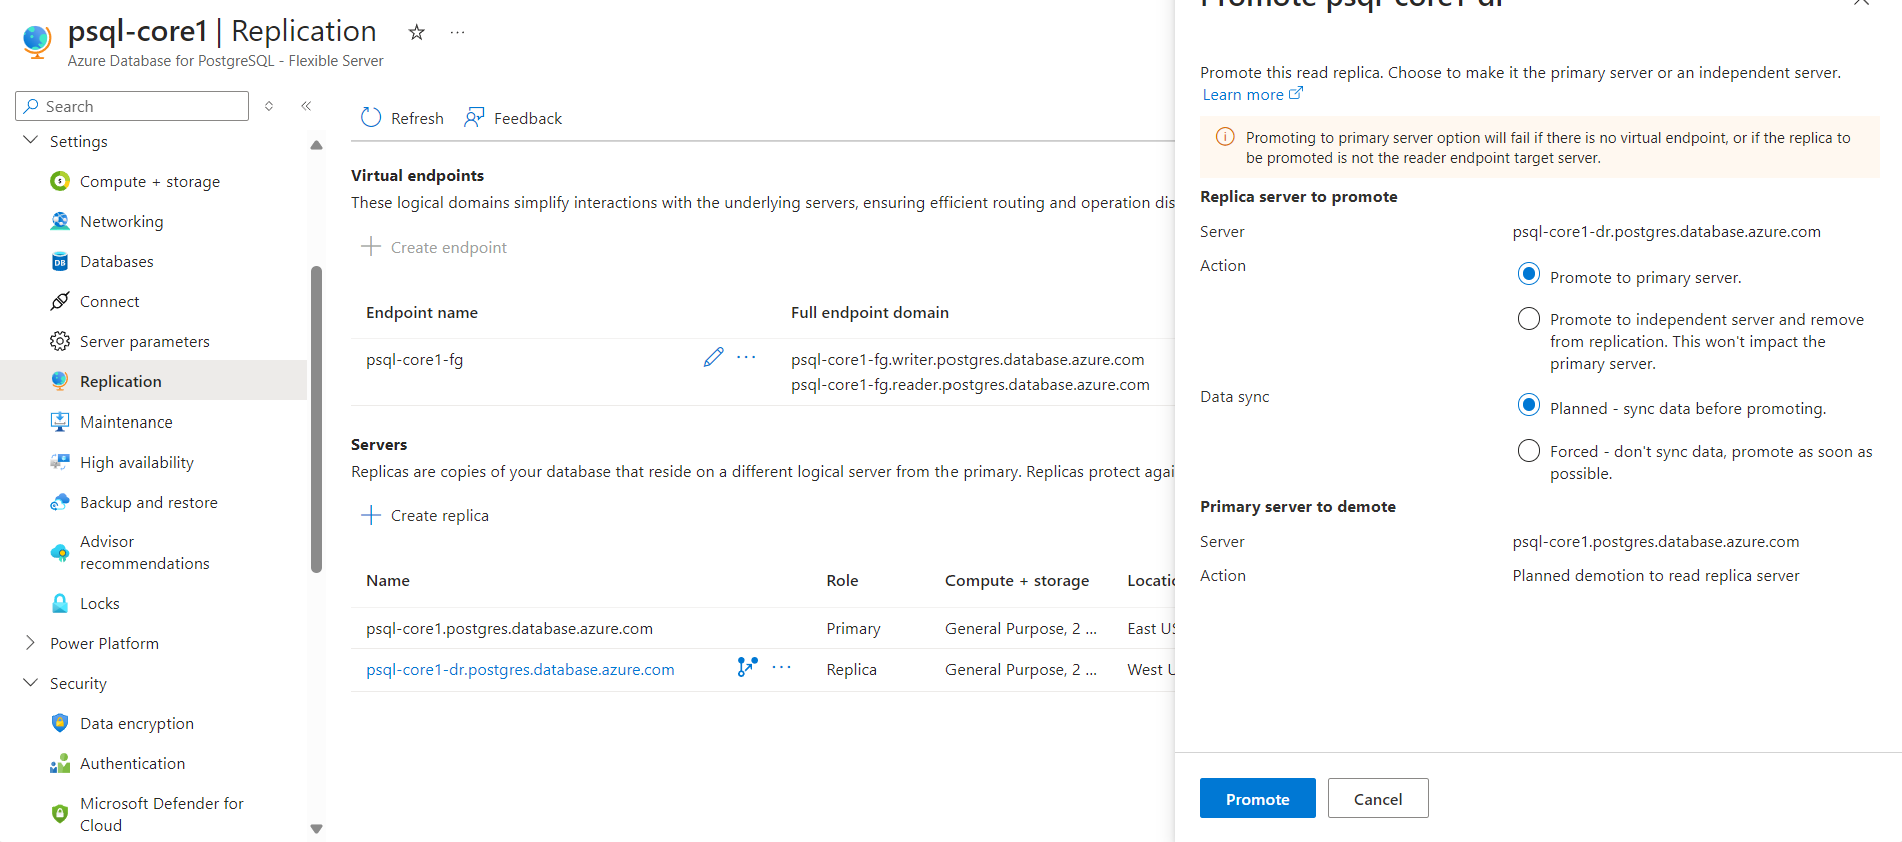 psql-core1 | Replication
Azure Database for PostgreSQL - Flexible Server
Search
Settings
Compute + storage
Networking
Databases
Connect
Server parameters
Replication
Maintenance
High availability
Backup and restore
Advisor
recommendations
Locks
Power Platform
Security
Data encryption
Authentication
Microsoft Defender for
Cloud
Refresh
Feedback
Virtual endpoints
These logical domains simplify interactions with the underlying servers, ensuring efficient routing and operation dis
Create endpoint
Endpoint name
Full endpoint domain
psql-core1-fg
psql-core1-fg.writer.postgres.database.azure.com
psql-core1-fg.reader.postgres.database.azure.com
Servers
Replicas are copies of your database that reside on a different logical server from the primary. Replicas protect agai
Create replica
Name Role Compute + storage Locatio
psql-core1.postgres.database.azure.com Primary General Purpose, 2 ... East US
psql-core1-dr.postgres.database.azure.com Replica General Purpose, 2 ... West U
Promote psql-core1-dr
Promote this read replica. Choose to make it the primary server or an independent server.
Learn more
Promoting to primary server option will fail if there is no virtual endpoint, or if the replica to
be promoted is not the reader endpoint target server.
Replica server to promote
Server psql-core1-dr.postgres.database.azure.com
Action
Promote to primary server.
Promote to independent server and remove
from replication. This won't impact the
primary server.
Data sync
Planned - sync data before promoting.
Forced - don't sync data, promote as soon as
possible.
Primary server to demote
Server psql-core1.postgres.database.azure.com
Action Planned demotion to read replica server
Promote
Cancel